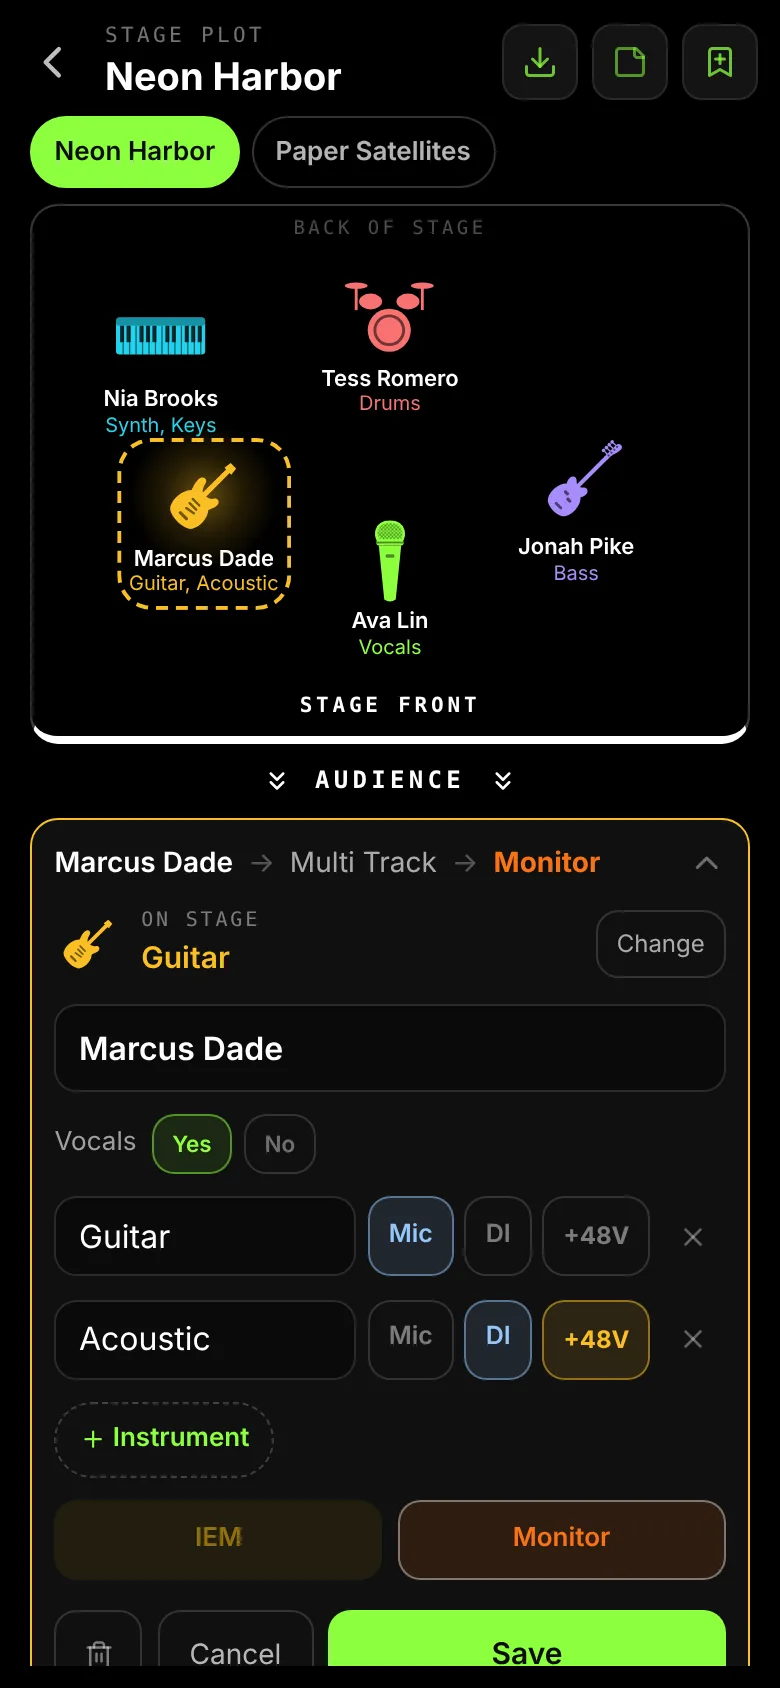 STAGE PLOT
Neon Harbor
Neon Harbor
Paper Satellites
BACK OF STAGE
Tess Romero
Drums
Nia Brooks
Synth, Keys
Marcus Dade
Guitar, Acoustic
Jonah Pike
Bass
Ava Lin
Vocals
STAGE FRONT
AUDIENCE
Marcus Dade → Multi Track → Monitor
ON STAGE
Guitar
Change
Marcus Dade
Vocals Yes No
Guitar Mic DI +48V
Acoustic Mic DI +48V
+ Instrument
IEM Monitor
Cancel Save